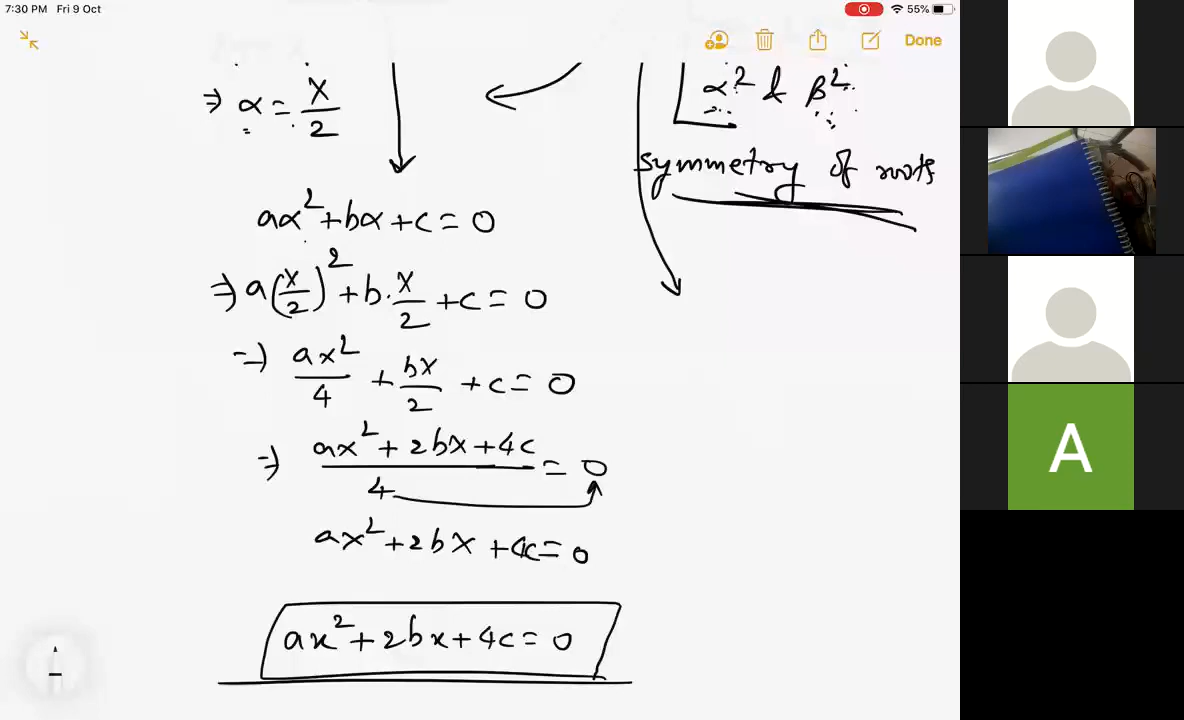 7:30 PM Fri 9 Oct
55%
Done
⇒ α = X/2
α² & β²
symmetry of roots
aα² + bα + c = 0
⇒ a(X/2)² + b. X/2 + c = 0
⇒ ax²/4 + bx/2 + c = 0
⇒ (ax² + 2bx + 4c)/4 = 0
ax² + 2bx + 4c = 0
ax² + 2bx + 4c = 0
A